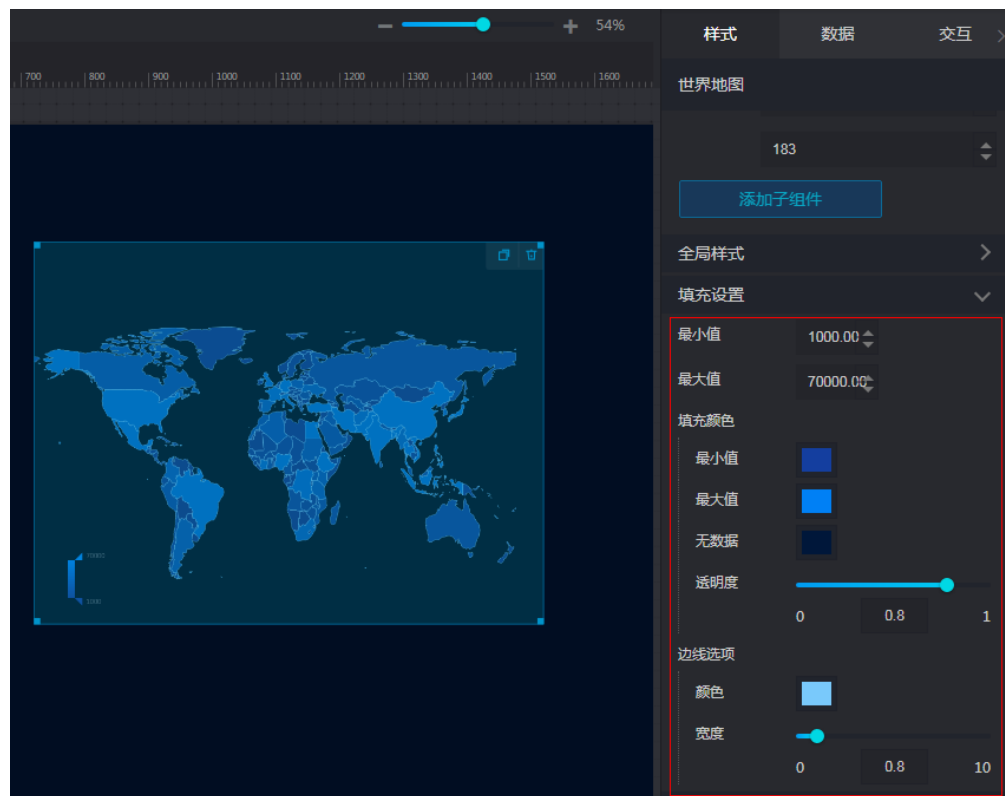 54%
样式 数据 交互
700 800 900 1000 1100 1200 1300 1400 1500 1600
世界地图
183
添加子组件
全局样式
填充设置
最小值 1000.00
最大值 70000.00
填充颜色
最小值
最大值
无数据
透明度
0 0.8 1
边线选项
颜色
宽度
0 0.8 10
70000
1000